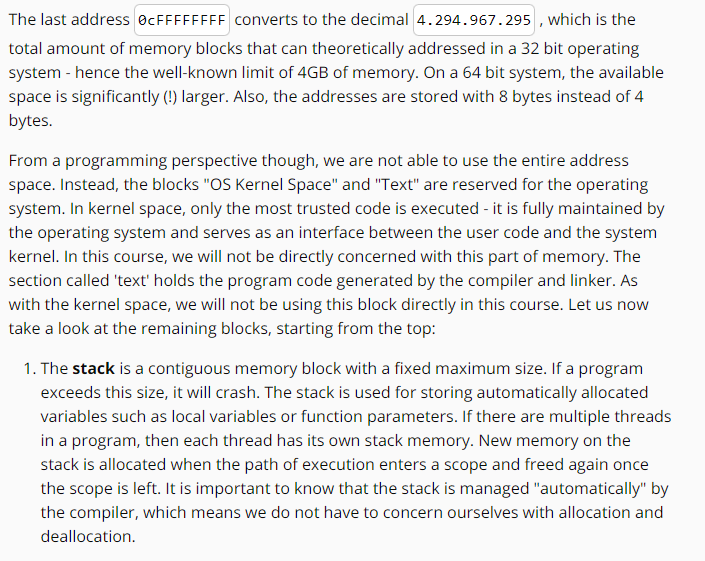 The last address 0cFFFFFFFF converts to the decimal 4.294.967.295 , which is the
total amount of memory blocks that can theoretically addressed in a 32 bit operating
system - hence the well-known limit of 4GB of memory. On a 64 bit system, the available
space is significantly (!) larger. Also, the addresses are stored with 8 bytes instead of 4
bytes.
From a programming perspective though, we are not able to use the entire address
space. Instead, the blocks "OS Kernel Space" and "Text" are reserved for the operating
system. In kernel space, only the most trusted code is executed - it is fully maintained by
the operating system and serves as an interface between the user code and the system
kernel. In this course, we will not be directly concerned with this part of memory. The
section called 'text' holds the program code generated by the compiler and linker. As
with the kernel space, we will not be using this block directly in this course. Let us now
take a look at the remaining blocks, starting from the top:
1. The stack is a contiguous memory block with a fixed maximum size. If a program
exceeds this size, it will crash. The stack is used for storing automatically allocated
variables such as local variables or function parameters. If there are multiple threads
in a program, then each thread has its own stack memory. New memory on the
stack is allocated when the path of execution enters a scope and freed again once
the scope is left. It is important to know that the stack is managed "automatically" by
the compiler, which means we do not have to concern ourselves with allocation and
deallocation.